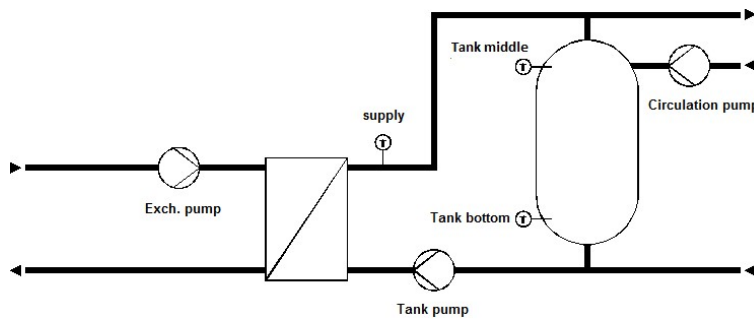 Tank middle
T
Circulation pump
supply
T
Exch. pump
Tank bottom
T
Tank pump